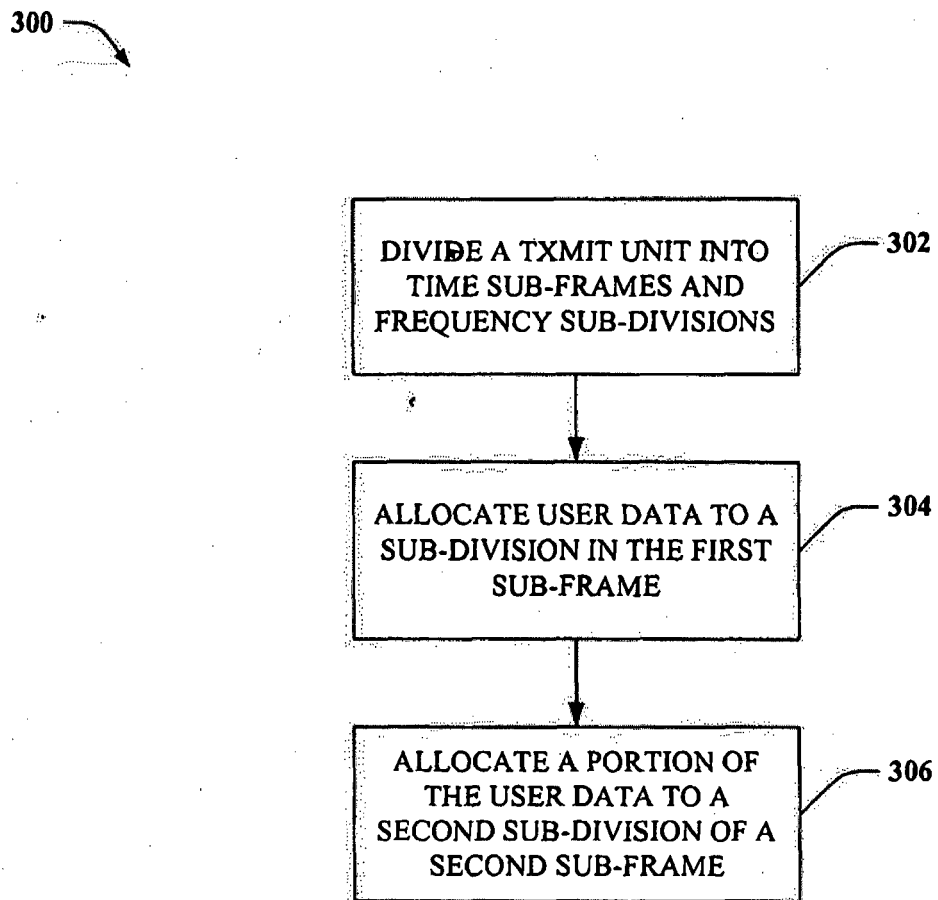 300
DIVIDE A TXMIT UNIT INTO
TIME SUB-FRAMES AND
FREQUENCY SUB-DIVISIONS
302
ALLOCATE USER DATA TO A
SUB-DIVISION IN THE FIRST
SUB-FRAME
304
ALLOCATE A PORTION OF
THE USER DATA TO A
SECOND SUB-DIVISION OF A
SECOND SUB-FRAME
306